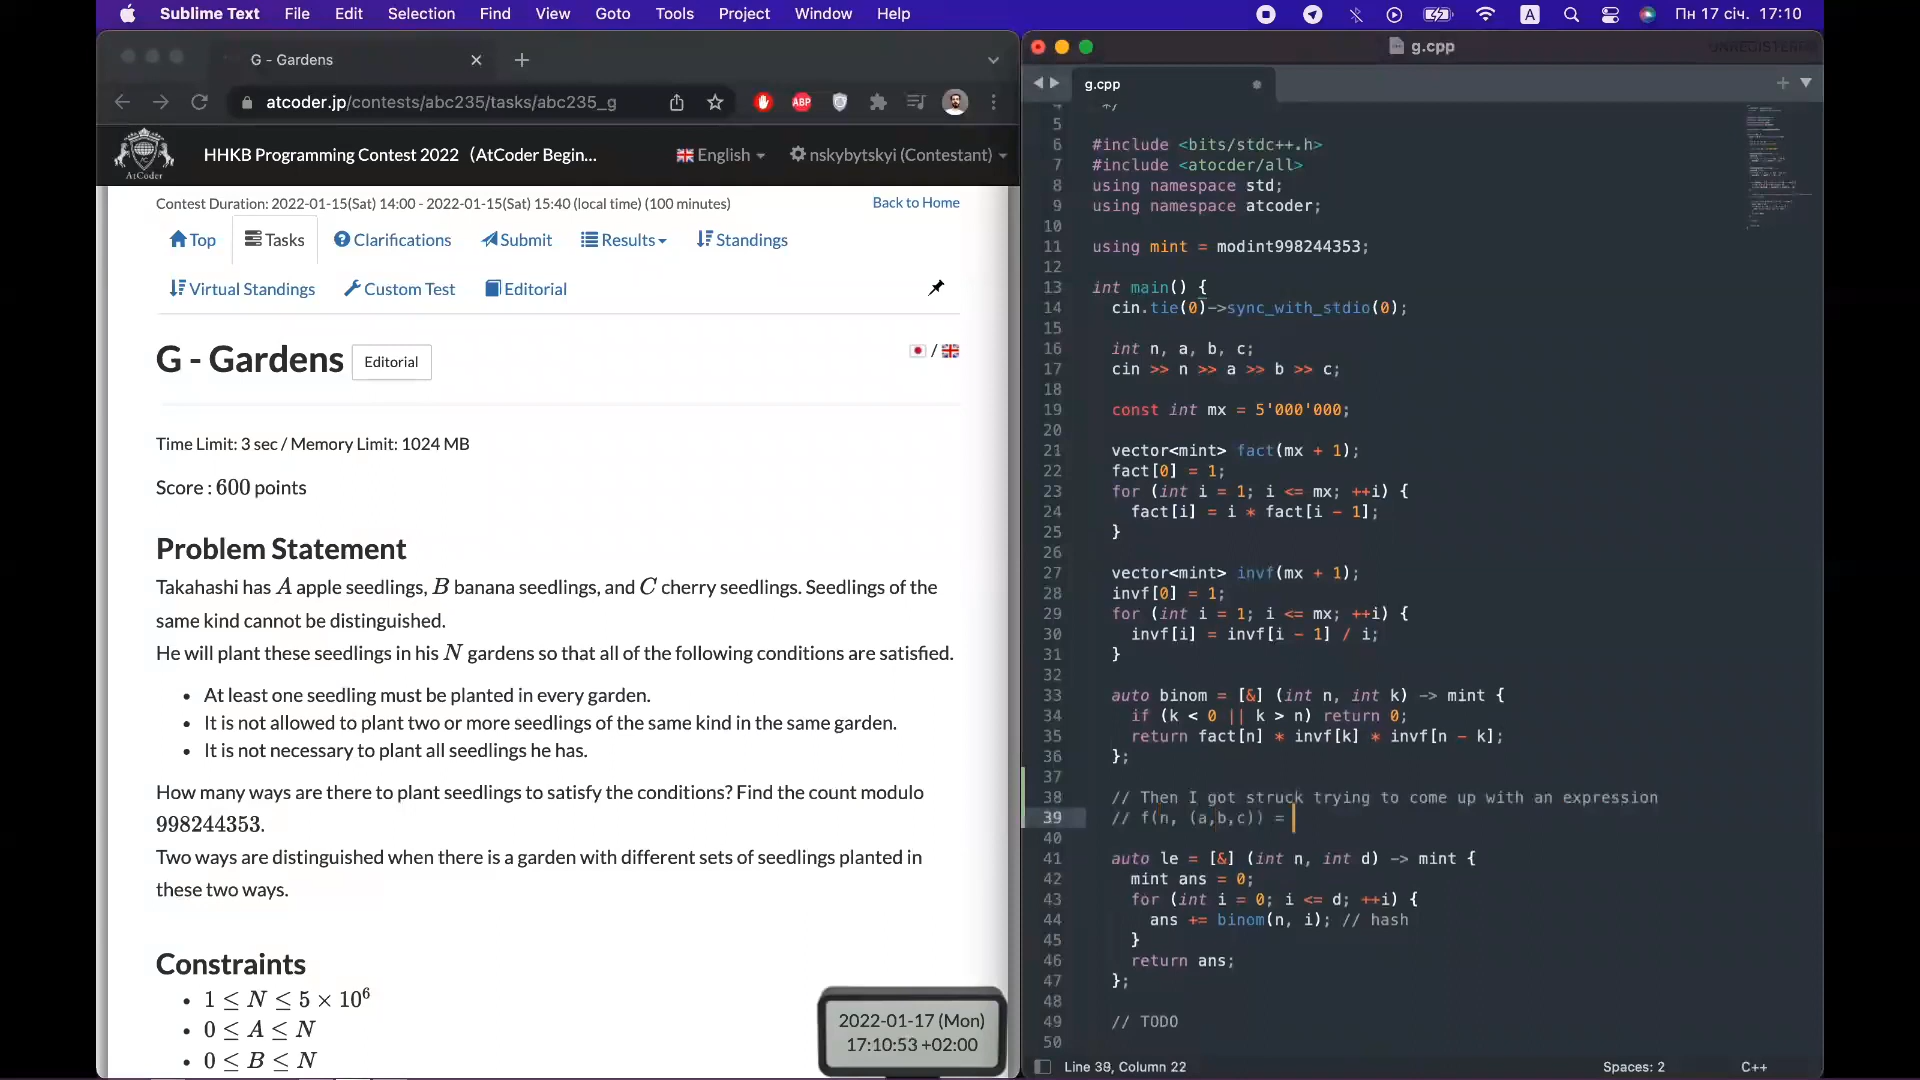 Sublime Text File Edit Selection Find View Goto Tools Project Window Help
A Пн 17 січ. 17:10
G - Gardens
atcoder.jp/contests/abc235/tasks/abc235_g
ABP
AtCoder
HHKB Programming Contest 2022 (AtCoder Begin...
English
nskybytskyi (Contestant)
Contest Duration: 2022-01-15(Sat) 14:00 - 2022-01-15(Sat) 15:40 (local time) (100 minutes)
Back to Home
Top Tasks Clarifications Submit Results Standings
Virtual Standings Custom Test Editorial
G - Gardens Editorial
/
Time Limit: 3 sec / Memory Limit: 1024 MB
Score : 600 points
Problem Statement
Takahashi has A apple seedlings, B banana seedlings, and C cherry seedlings. Seedlings of the
same kind cannot be distinguished.
He will plant these seedlings in his N gardens so that all of the following conditions are satisfied.
• At least one seedling must be planted in every garden.
• It is not allowed to plant two or more seedlings of the same kind in the same garden.
• It is not necessary to plant all seedlings he has.
How many ways are there to plant seedlings to satisfy the conditions? Find the count modulo
998244353.
Two ways are distinguished when there is a garden with different sets of seedlings planted in
these two ways.
Constraints
• 1 ≤ N ≤ 5 × 10⁶
• 0 ≤ A ≤ N
• 0 ≤ B ≤ N
2022-01-17 (Mon)
17:10:53 +02:00
g.cpp
UNREGISTERED
g.cpp
4 */
5
6 #include <bits/stdc++.h>
7 #include <atocder/all>
8 using namespace std;
9 using namespace atcoder;
10
11 using mint = modint998244353;
12
13 int main() {
14 cin.tie(0)->sync_with_stdio(0);
15
16 int n, a, b, c;
17 cin >> n >> a >> b >> c;
18
19 const int mx = 5'000'000;
20
21 vector<mint> fact(mx + 1);
22 fact[0] = 1;
23 for (int i = 1; i <= mx; ++i) {
24 fact[i] = i * fact[i - 1];
25 }
26
27 vector<mint> invf(mx + 1);
28 invf[0] = 1;
29 for (int i = 1; i <= mx; ++i) {
30 invf[i] = invf[i - 1] / i;
31 }
32
33 auto binom = [&] (int n, int k) -> mint {
34 if (k < 0 || k > n) return 0;
35 return fact[n] * invf[k] * invf[n - k];
36 };
37
38 // Then I got struck trying to come up with an expression
39 // f(n, (a,b,c)) =
40
41 auto le = [&] (int n, int d) -> mint {
42 mint ans = 0;
43 for (int i = 0; i <= d; ++i) {
44 ans += binom(n, i); // hash
45 }
46 return ans;
47 };
48
49 // TODO
50
Line 39, Column 22
Spaces: 2
C++